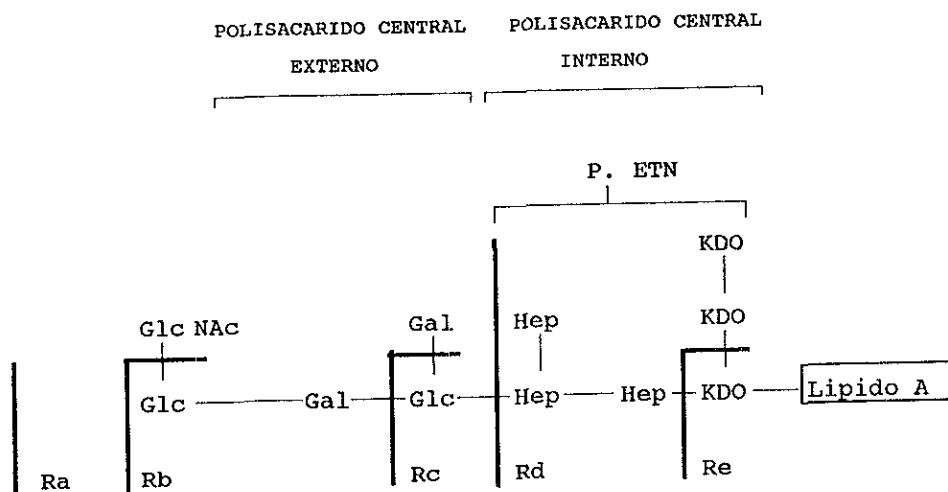 POLISACARIDO CENTRAL POLISACARIDO CENTRAL
EXTERNO INTERNO
P. ETN
KDO
Glc NAc Gal Hep KDO
Glc Gal Glc Hep Hep KDO Lipido A
Ra Rb Rc Rd Re